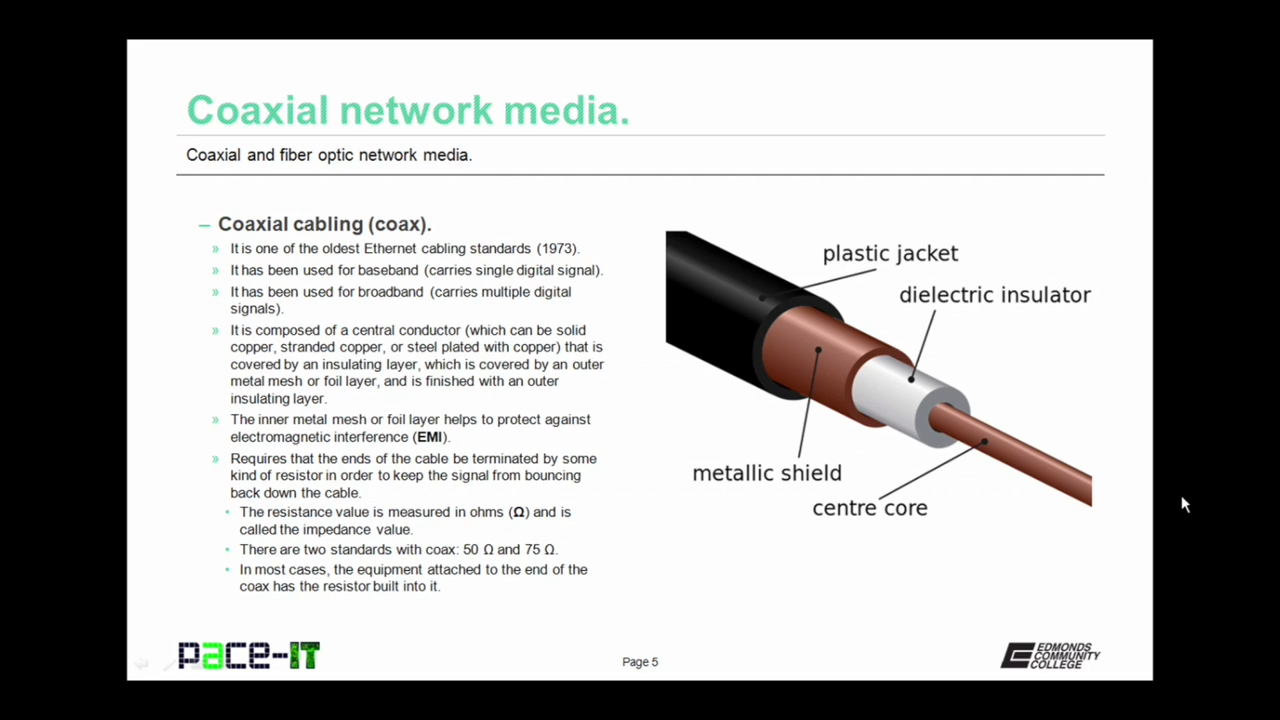 Coaxial network media.
Coaxial and fiber optic network media.
– Coaxial cabling (coax).
» It is one of the oldest Ethernet cabling standards (1973).
» It has been used for baseband (carries single digital signal).
» It has been used for broadband (carries multiple digital
signals).
» It is composed of a central conductor (which can be solid
copper, stranded copper, or steel plated with copper) that is
covered by an insulating layer, which is covered by an outer
metal mesh or foil layer, and is finished with an outer
insulating layer.
» The inner metal mesh or foil layer helps to protect against
electromagnetic interference (EMI).
» Requires that the ends of the cable be terminated by some
kind of resistor in order to keep the signal from bouncing
back down the cable.
• The resistance value is measured in ohms (Ω) and is
called the impedance value.
• There are two standards with coax: 50 Ω and 75 Ω.
• In most cases, the equipment attached to the end of the
coax has the resistor built into it.
plastic jacket
dielectric insulator
metallic shield
centre core
pace-IT
Page 5
EDMONDS
COMMUNITY
COLLEGE